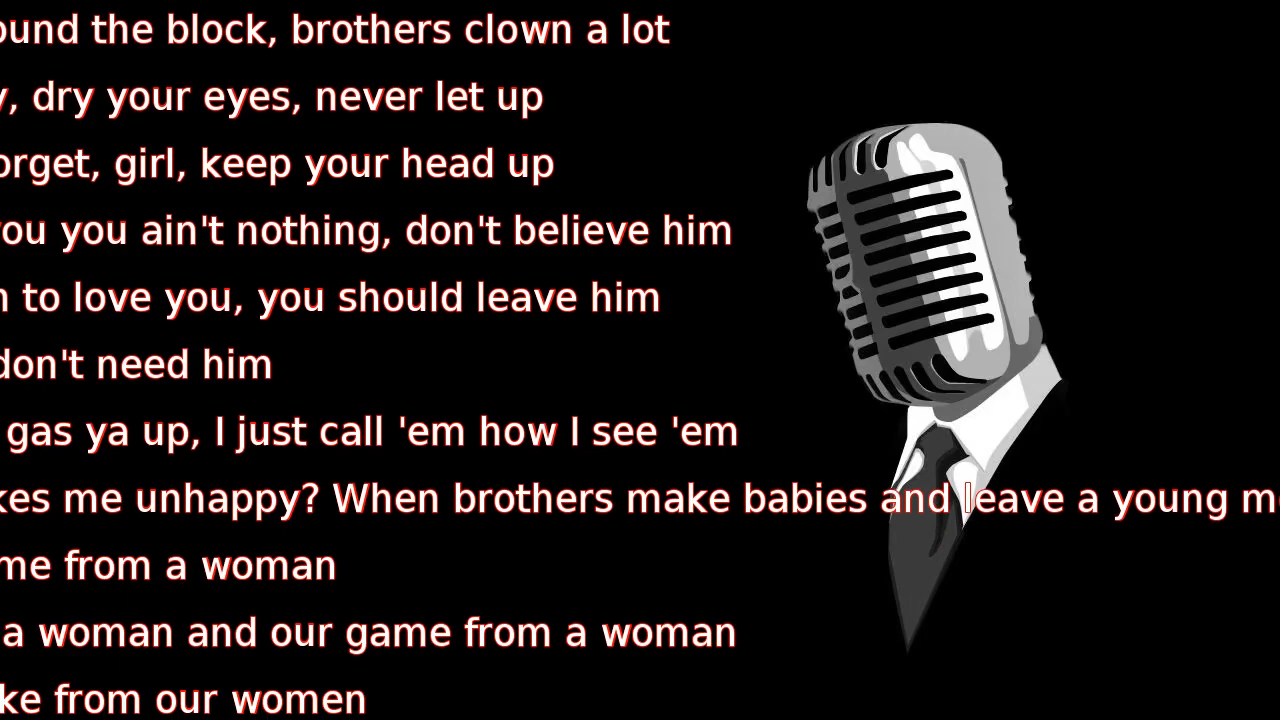 ound the block, brothers clown a lot
y, dry your eyes, never let up
orget, girl, keep your head up
you you ain't nothing, don't believe him
n to love you, you should leave him
don't need him
gas ya up, I just call 'em how I see 'em
kes me unhappy? When brothers make babies and leave a young m
me from a woman
a woman and our game from a woman
ke from our women